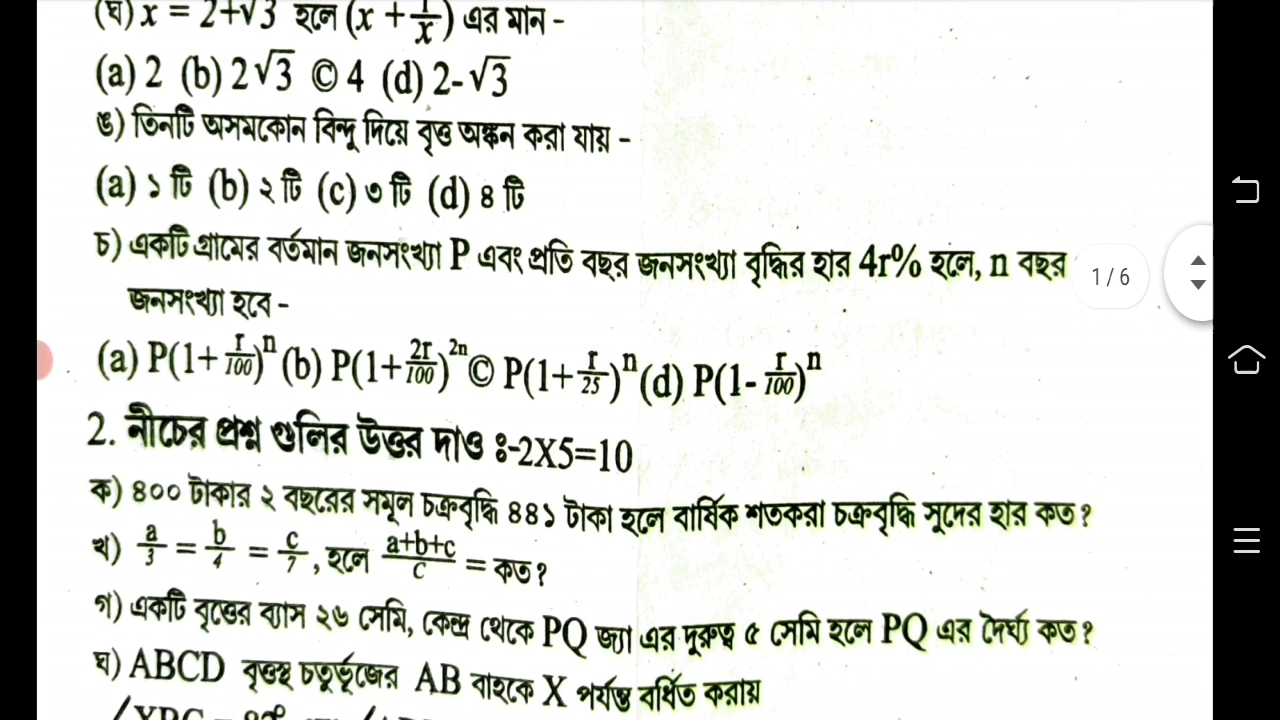 (ঘ) x = 2+√3 হলে (x + 1/x) এর মান -
(a) 2 (b) 2√3 © 4 (d) 2-√3
ঙ) তিনটি অসমকোন বিন্দু দিয়ে বৃত্ত অঙ্কন করা যায় -
(a) ১ টি (b) ২ টি (c) ৩ টি (d) ৪ টি
চ) একটি গ্রামের বর্তমান জনসংখ্যা P এবং প্রতি বছর জনসংখ্যা বৃদ্ধির হার 4r% হলে, n বছর
জনসংখ্যা হবে -
(a) P(1+ r/100)^n (b) P(1+ 2r/100)^2n © P(1+ r/25)^n (d) P(1- r/100)^n
2. নীচের প্রশ্ন গুলির উত্তর দাও ঃ-2X5=10
ক) ৪০০ টাকার ২ বছরের সমূল চক্রবৃদ্ধি ৪৪১ টাকা হলে বার্ষিক শতকরা চক্রবৃদ্ধি সুদের হার কত?
খ) a/3 = b/4 = c/7, হলে a+b+c/C = কত?
গ) একটি বৃত্তের ব্যাস ২৬ সেমি, কেন্দ্র থেকে PQ জ্যা এর দুরুত্ব ৫ সেমি হলে PQ এর দৈর্ঘ্য কত?
ঘ) ABCD বৃত্তস্থ চতুর্ভূজের AB বাহুকে X পর্যন্ত বর্ধিত করায়
1 / 6